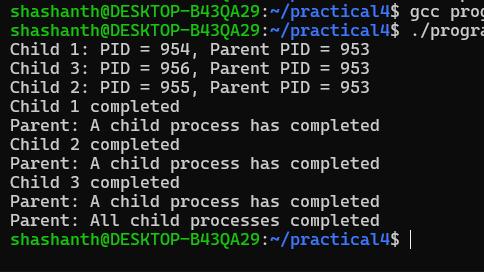 shashanth@DESKTOP-B43QA29:~/practical4$ gcc prog
shashanth@DESKTOP-B43QA29:~/practical4$ ./progra
Child 1: PID = 954, Parent PID = 953
Child 3: PID = 956, Parent PID = 953
Child 2: PID = 955, Parent PID = 953
Child 1 completed
Parent: A child process has completed
Child 2 completed
Parent: A child process has completed
Child 3 completed
Parent: A child process has completed
Parent: All child processes completed
shashanth@DESKTOP-B43QA29:~/practical4$